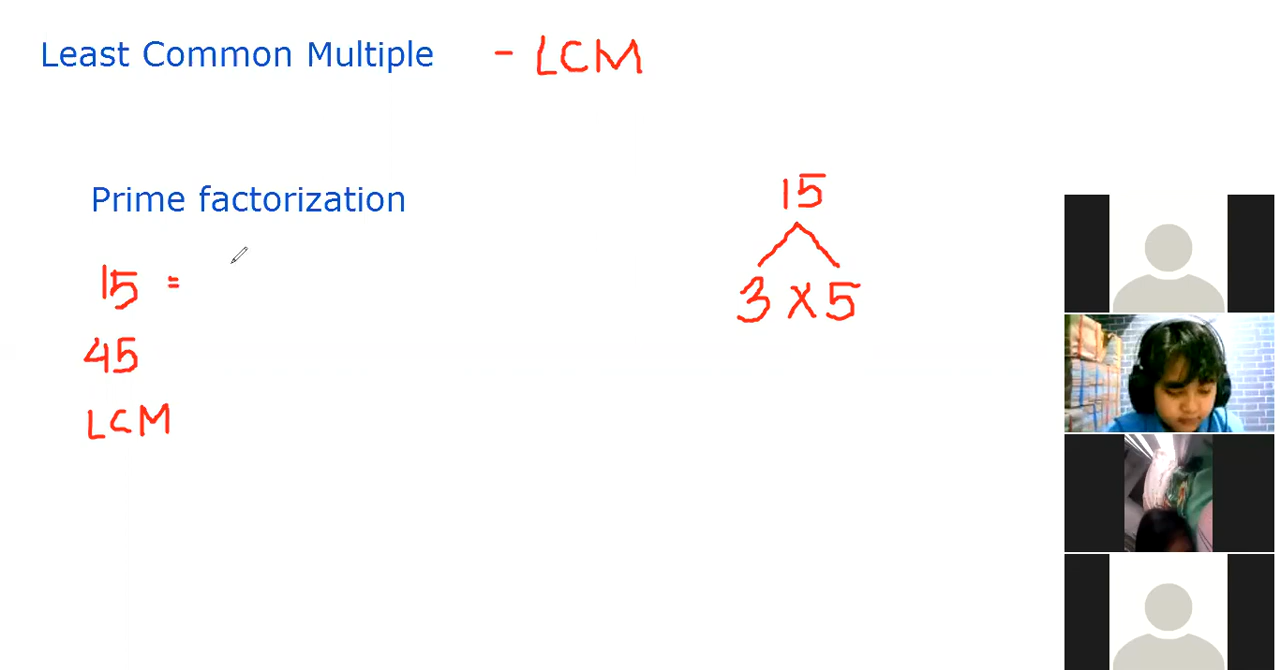 Least Common Multiple - LCM
Prime factorization
15 =
45
LCM
15
3 x 5